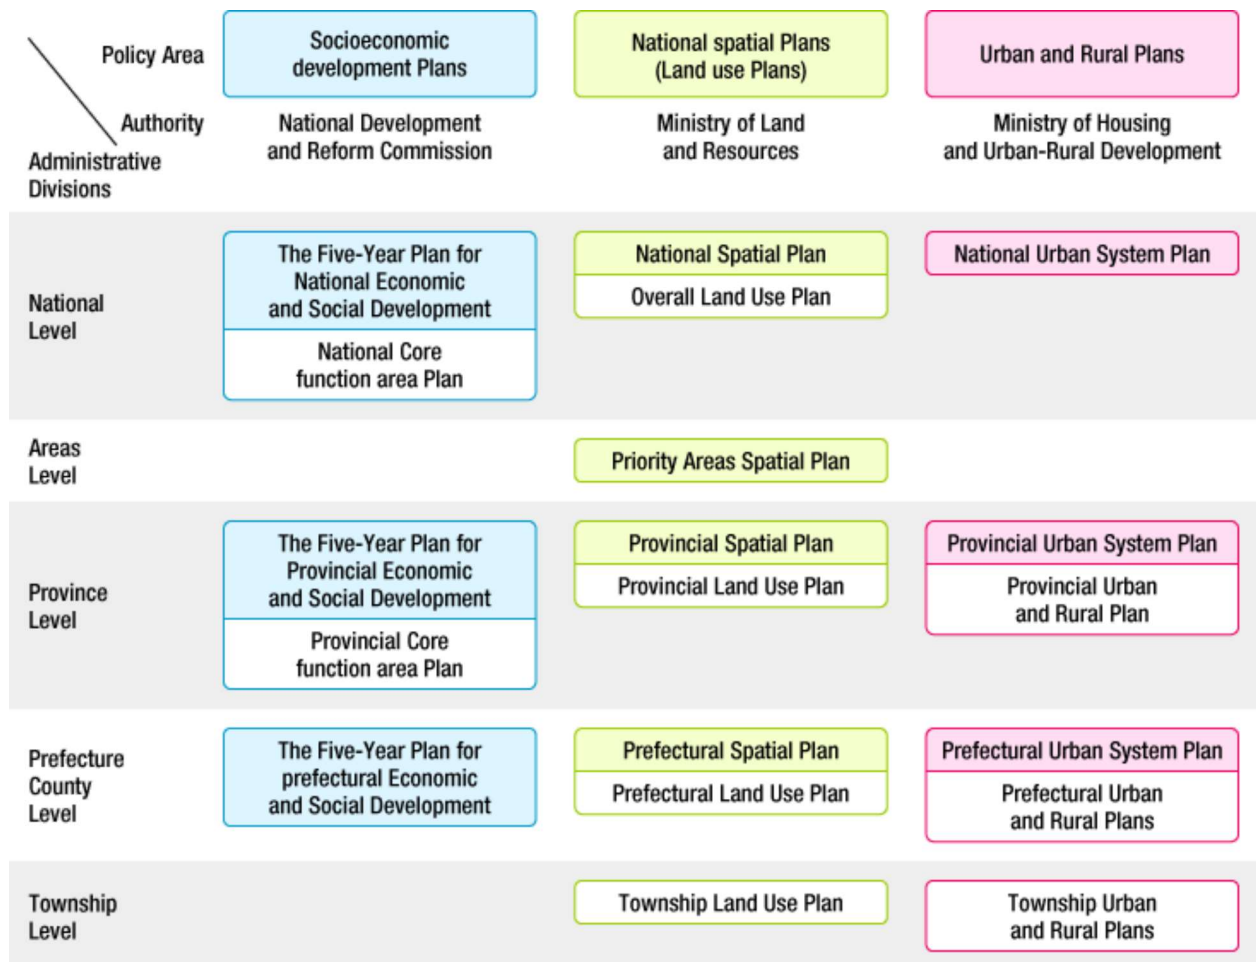 Policy Area
Socioeconomic
development Plans
National spatial Plans
(Land use Plans)
Urban and Rural Plans
Authority
National Development
and Reform Commission
Ministry of Land
and Resources
Ministry of Housing
and Urban-Rural Development
Administrative
Divisions
National
Level
The Five-Year Plan for
National Economic
and Social Development
National Core
function area Plan
National Spatial Plan
Overall Land Use Plan
National Urban System Plan
Areas
Level
Priority Areas Spatial Plan
Province
Level
The Five-Year Plan for
Provincial Economic
and Social Development
Provincial Core
function area Plan
Provincial Spatial Plan
Provincial Land Use Plan
Provincial Urban System Plan
Provincial Urban
and Rural Plan
Prefecture
County
Level
The Five-Year Plan for
prefectural Economic
and Social Development
Prefectural Spatial Plan
Prefectural Land Use Plan
Prefectural Urban System Plan
Prefectural Urban
and Rural Plans
Township
Level
Township Land Use Plan
Township Urban
and Rural Plans